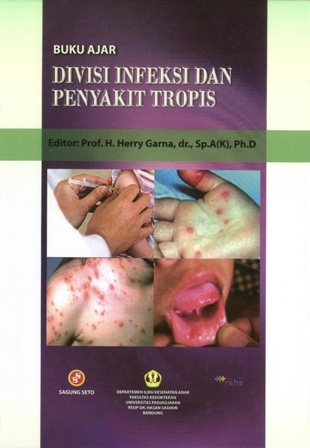 BUKU AJAR
DIVISI INFEKSI DAN
PENYAKIT TROPIS
Editor: Prof. H. Herry Garna, dr., Sp.A(K), Ph.D
SAGUNG SETO
DEPARTEMEN ILMU KESEHATAN ANAK
FAKULTAS KEDOKTERAN
UNIVERSITAS PADJADJARAN
RSUP DR. HASAN SADIKIN
BANDUNG